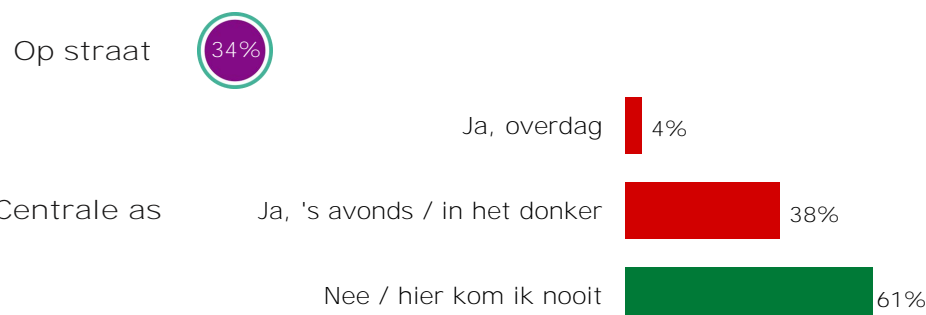 Op straat 34%
Ja, overdag 4%
Centrale as Ja, 's avonds / in het donker 38%
Nee / hier kom ik nooit 61%